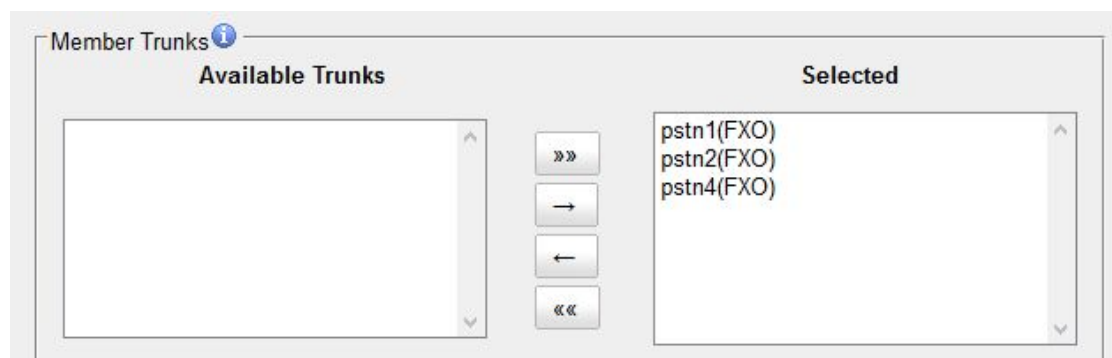 Member Trunks
Available Trunks
Selected
pstn1(FXO)
pstn2(FXO)
pstn4(FXO)
»»
→
←
««